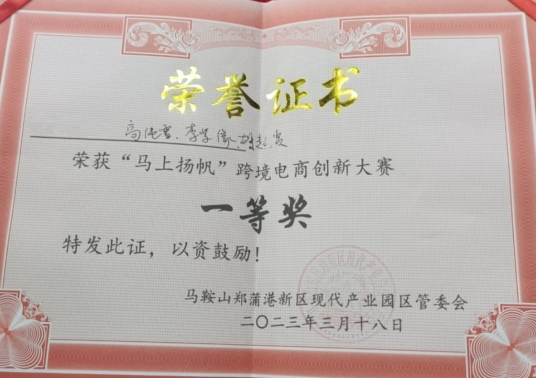 荣誉证书
荣获“马上扬帆”跨境电商创新大赛
一等奖
特发此证，以资鼓励！
马鞍山郑蒲港新区现代产业园区管委会
二〇二三年三月十八日